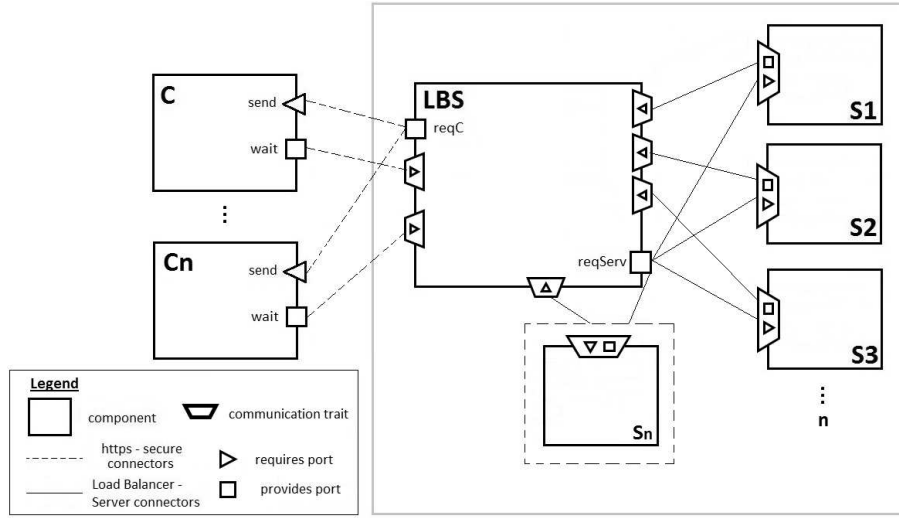 C
send
wait
⋮
Cn
send
wait
LBS
reqC
reqServ
S1
S2
S3
⋮
n
Sn
Legend
component
communication trait
https - secure
connectors
requires port
Load Balancer -
Server connectors
provides port